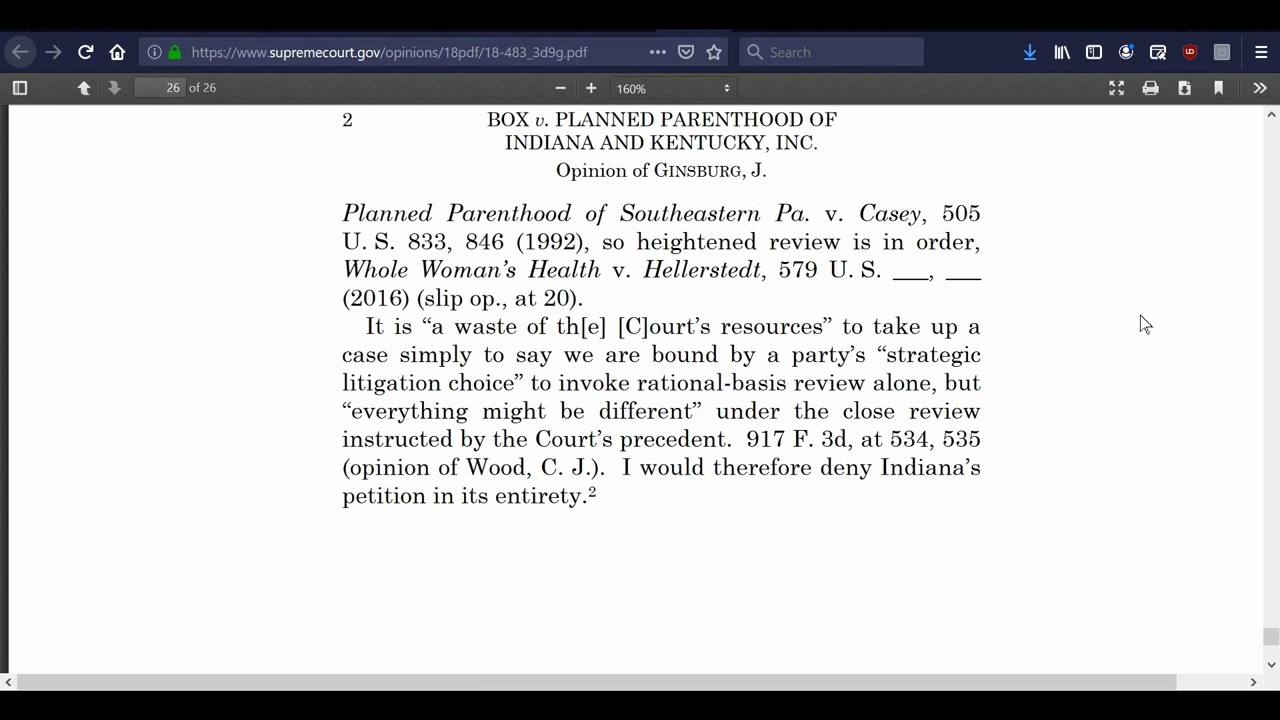 https://www.supremecourt.gov/opinions/18pdf/18-483_3d9g.pdf
Search
26 of 26
160%
2 BOX v. PLANNED PARENTHOOD OF
INDIANA AND KENTUCKY, INC.
Opinion of GINSBURG, J.
Planned Parenthood of Southeastern Pa. v. Casey, 505
U. S. 833, 846 (1992), so heightened review is in order,
Whole Woman's Health v. Hellerstedt, 579 U. S. ___, ___
(2016) (slip op., at 20).
It is “a waste of th[e] [C]ourt's resources” to take up a
case simply to say we are bound by a party's “strategic
litigation choice” to invoke rational-basis review alone, but
“everything might be different” under the close review
instructed by the Court's precedent. 917 F. 3d, at 534, 535
(opinion of Wood, C. J.). I would therefore deny Indiana's
petition in its entirety.2